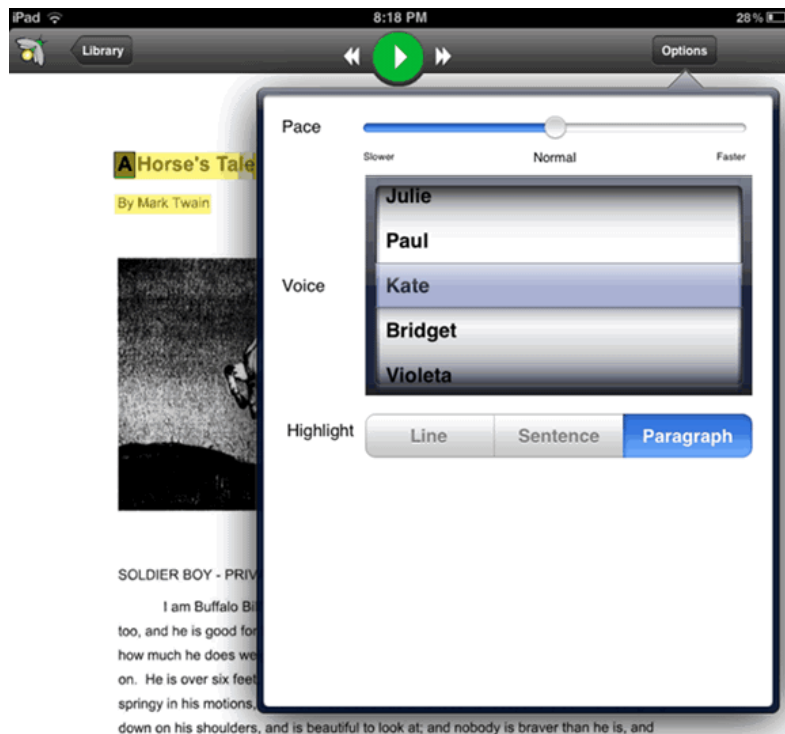 iPad 8:18 PM 28%
Library Options
Pace
Slower Normal Faster
A Horse's Tale
By Mark Twain
Julie
Paul
Voice Kate
Bridget
Violeta
Highlight Line Sentence Paragraph
SOLDIER BOY - PRIV
I am Buffalo Bil
too, and he is good for
how much he does we
on. He is over six feet
springy in his motions,
down on his shoulders, and is beautiful to look at; and nobody is braver than he is, and